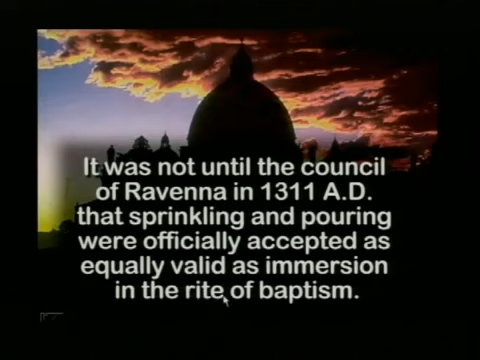 It was not until the council
of Ravenna in 1311 A.D.
that sprinkling and pouring
were officially accepted as
equally valid as immersion
in the rite of baptism.